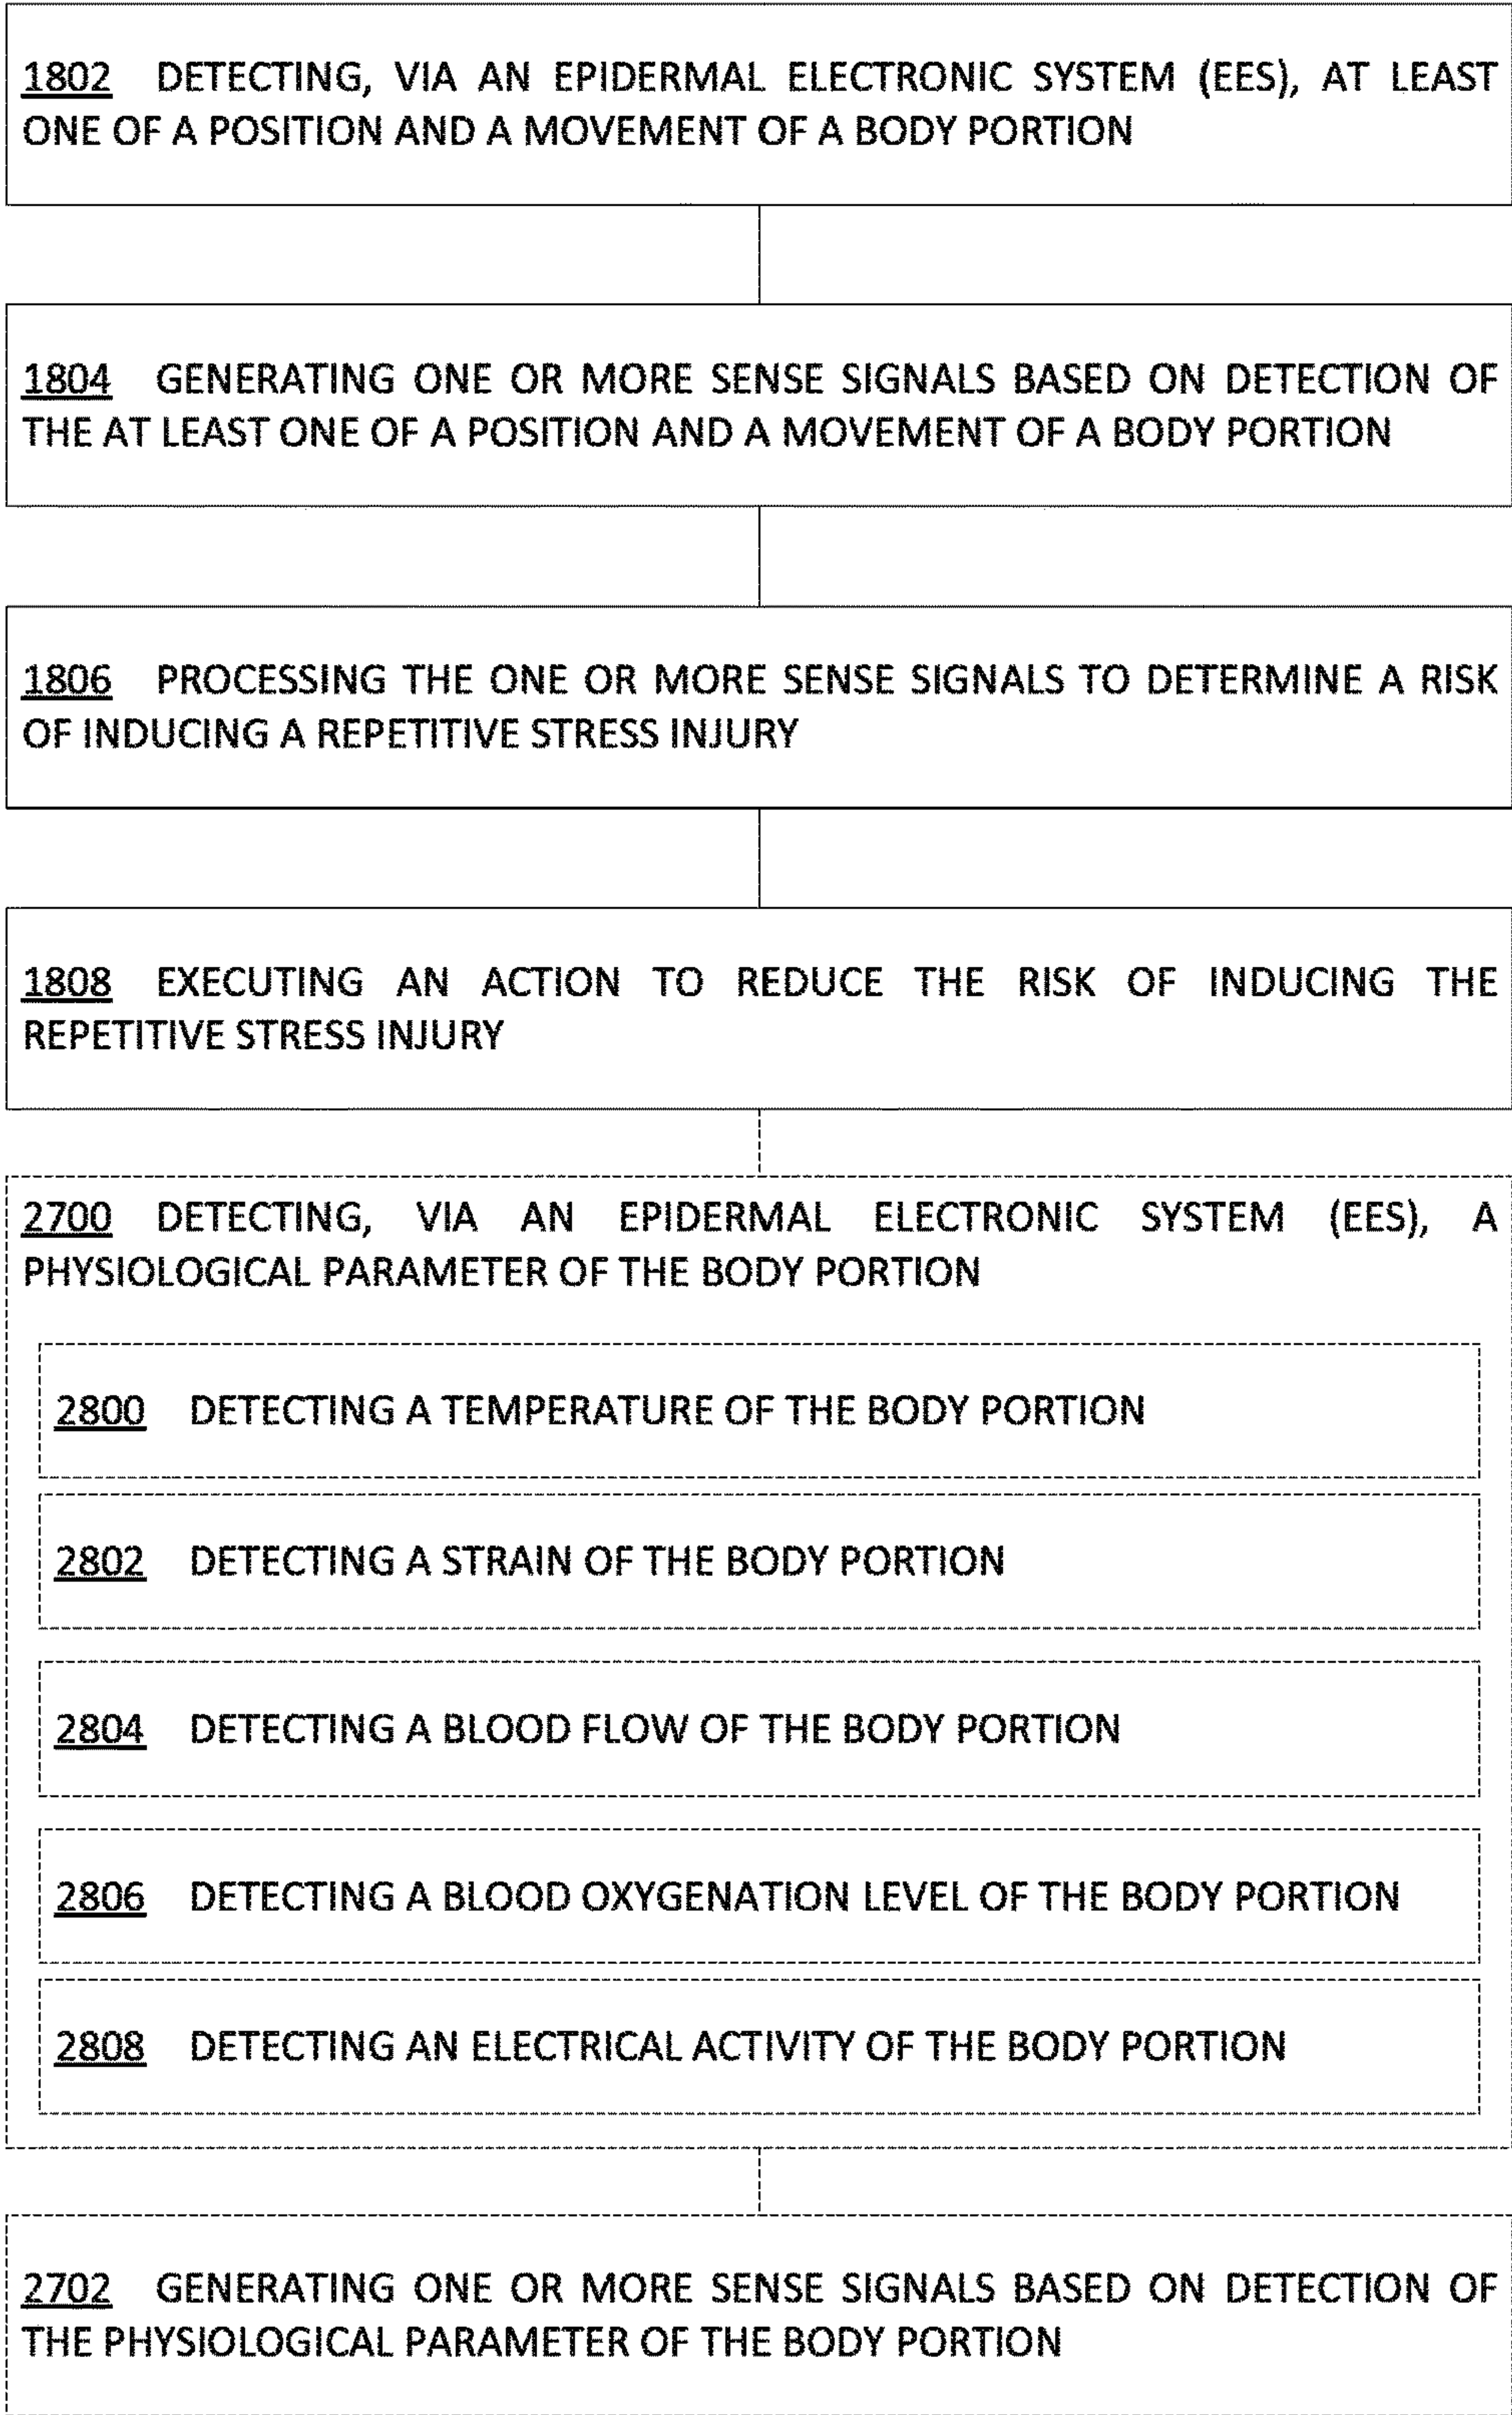 1802 DETECTING, VIA AN EPIDERMAL ELECTRONIC SYSTEM (EES), AT LEAST
ONE OF A POSITION AND A MOVEMENT OF A BODY PORTION
1804 GENERATING ONE OR MORE SENSE SIGNALS BASED ON DETECTION OF
THE AT LEAST ONE OF A POSITION AND A MOVEMENT OF A BODY PORTION
1806 PROCESSING THE ONE OR MORE SENSE SIGNALS TO DETERMINE A RISK
OF INDUCING A REPETITIVE STRESS INJURY
1808 EXECUTING AN ACTION TO REDUCE THE RISK OF INDUCING THE
REPETITIVE STRESS INJURY
2700 DETECTING, VIA AN EPIDERMAL ELECTRONIC SYSTEM (EES), A
PHYSIOLOGICAL PARAMETER OF THE BODY PORTION
2800 DETECTING A TEMPERATURE OF THE BODY PORTION
2802 DETECTING A STRAIN OF THE BODY PORTION
2804 DETECTING A BLOOD FLOW OF THE BODY PORTION
2806 DETECTING A BLOOD OXYGENATION LEVEL OF THE BODY PORTION
2808 DETECTING AN ELECTRICAL ACTIVITY OF THE BODY PORTION
2702 GENERATING ONE OR MORE SENSE SIGNALS BASED ON DETECTION OF
THE PHYSIOLOGICAL PARAMETER OF THE BODY PORTION